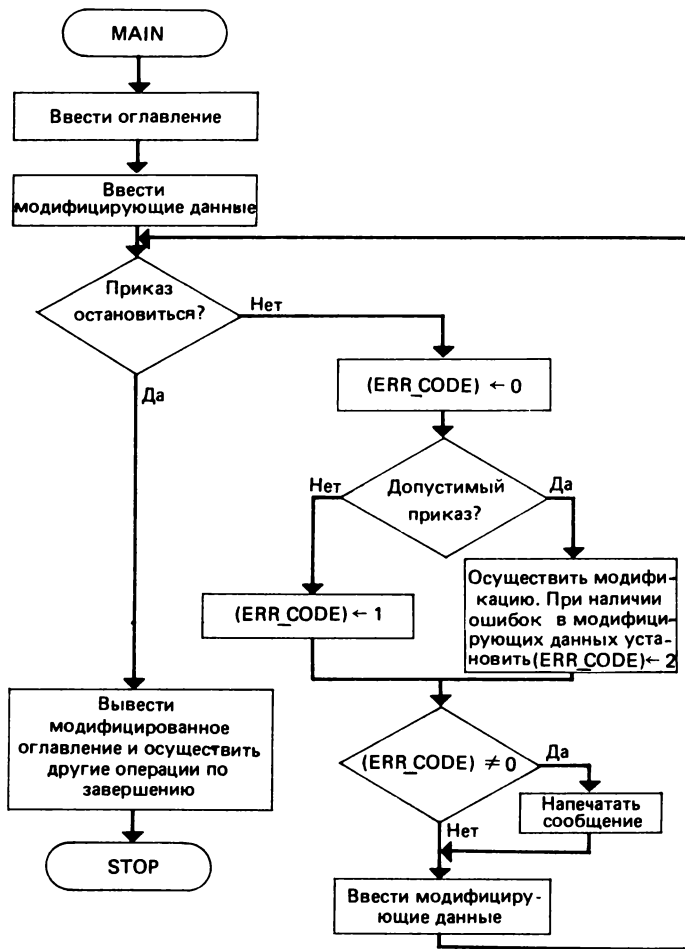 MAIN
Ввести оглавление
Ввести
модифицирующие данные
Приказ
остановиться?
Нет
Да
(ERR_CODE) ← 0
Допустимый
приказ?
Нет
Да
(ERR_CODE) ← 1
Осуществить модифи-
кацию. При наличии
ошибок в модифици-
рующих данных уста-
новить (ERR_CODE) ← 2
Вывести
модифицированное
оглавление и осуществить
другие операции по
завершению
STOP
(ERR_CODE) ≠ 0
Да
Напечатать
сообщение
Нет
Ввести модифициру-
ющие данные